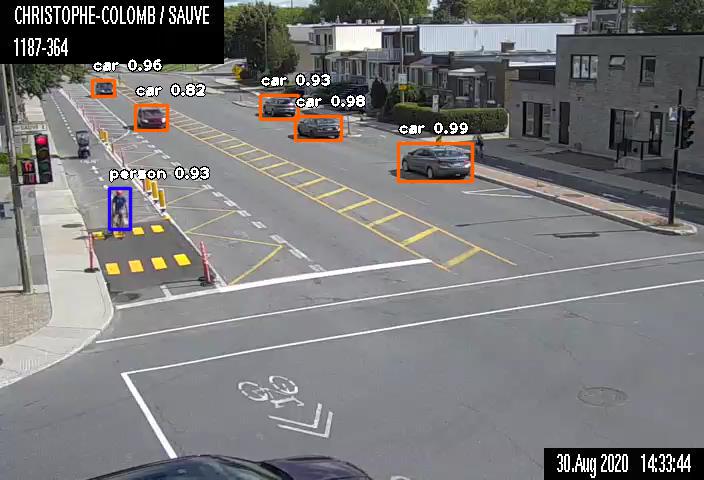 CHRISTOPHE-COLOMB / SAUVE
1187-364
car 0.96
car 0.82
car 0.93
car 0.98
car 0.99
person 0.93
30.Aug 2020 14:33:44